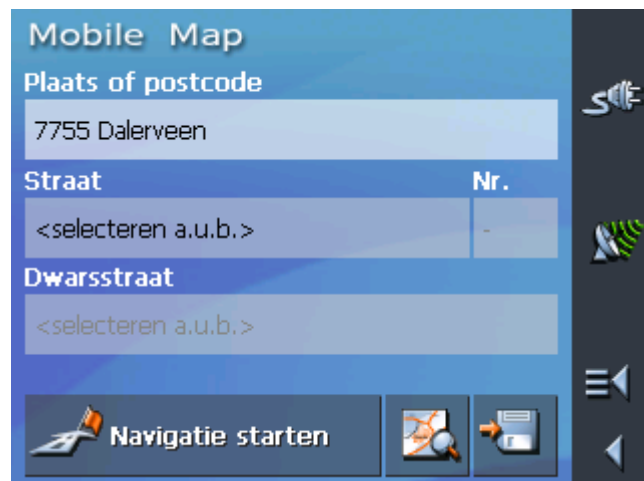 Mobile Map
Plaats of postcode
7755 Dalerveen
Straat Nr.
<selecteren a.u.b.> -
Dwarsstraat
<selecteren a.u.b.>
Navigatie starten